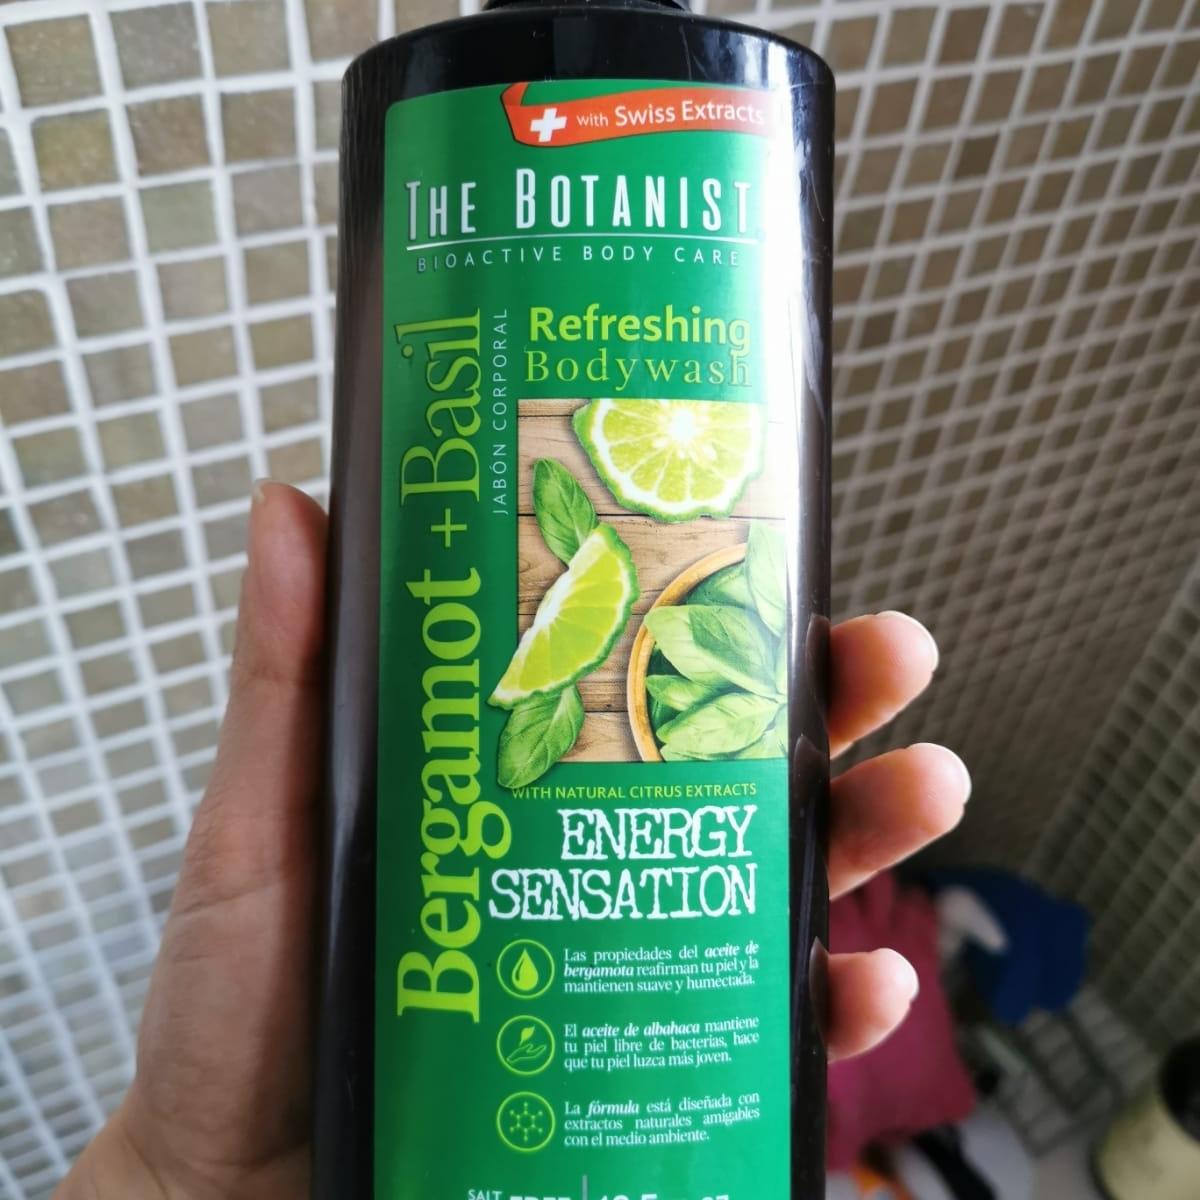 with Swiss Extracts
THE BOTANIST
BIOACTIVE BODY CARE
Bergamot + Basil
JABÓN CORPORAL
Refreshing
Bodywash
WITH NATURAL CITRUS EXTRACTS
ENERGY
SENSATION
Las propiedades del aceite de
bergamota reafirman tu piel y la
mantienen suave y humectada.
El aceite de albahaca mantiene
tu piel libre de bacterias, hace
que tu piel luzca más joven.
La fórmula está diseñada con
extractos naturales amigables
con el medio ambiente.
SALT